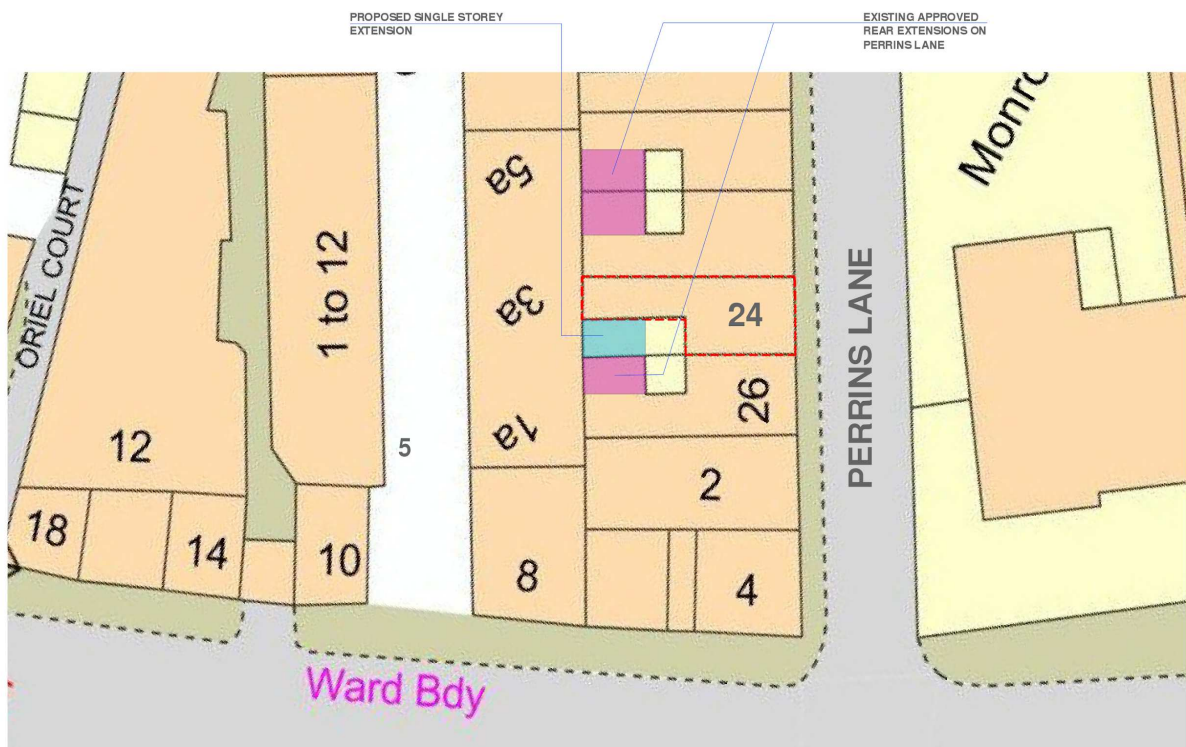 PROPOSED SINGLE STOREY
EXTENSION
EXISTING APPROVED
REAR EXTENSIONS ON
PERRINS LANE
Monro
5a
ORIEL COURT
1 to 12
3a
24
PERRINS LANE
26
1a
12
5
2
18
14
10
8
4
Ward Bdy